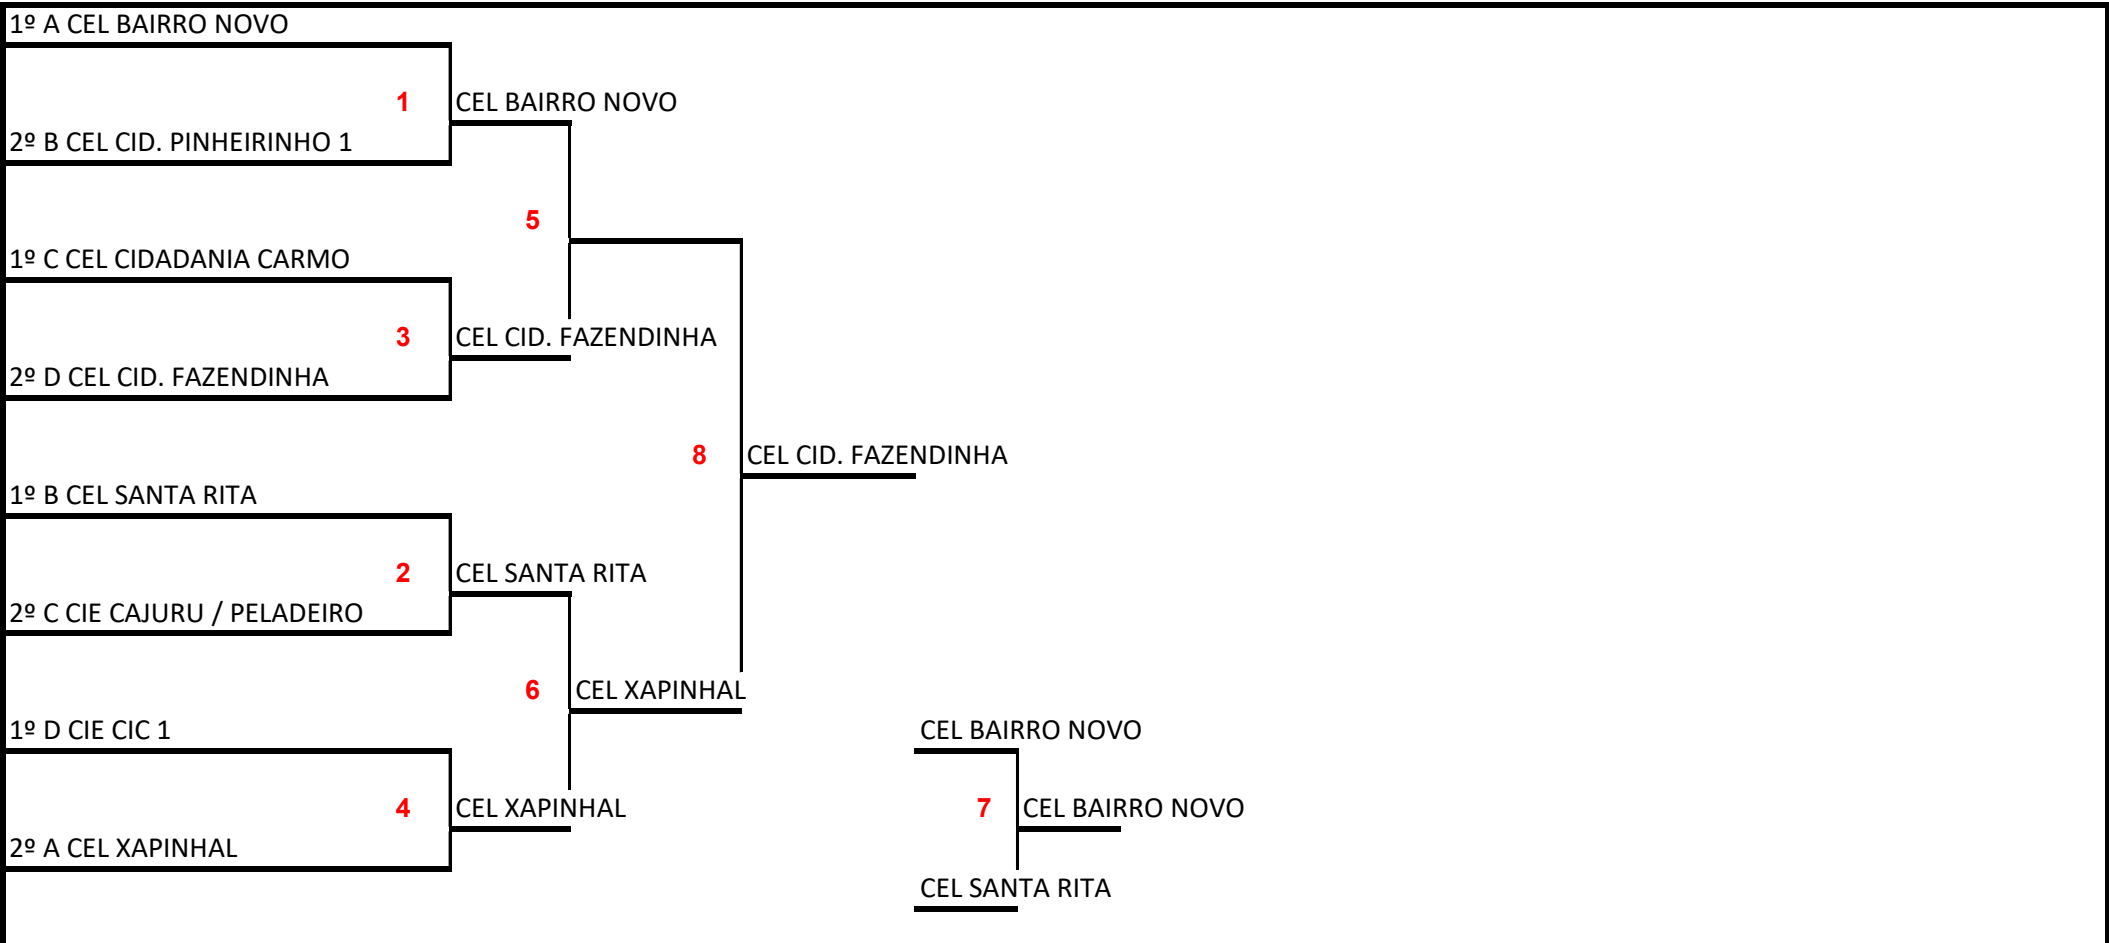 1º A CEL BAIRRO NOVO
1 CEL BAIRRO NOVO
2º B CEL CID. PINHEIRINHO 1
5
1º C CEL CIDADANIA CARMO
3 CEL CID. FAZENDINHA
2º D CEL CID. FAZENDINHA
8 CEL CID. FAZENDINHA
1º B CEL SANTA RITA
2 CEL SANTA RITA
2º C CIE CAJURU / PELADEIRO
6 CEL XAPINHAL
1º D CIE CIC 1 CEL BAIRRO NOVO
4 CEL XAPINHAL 7 CEL BAIRRO NOVO
2º A CEL XAPINHAL
CEL SANTA RITA